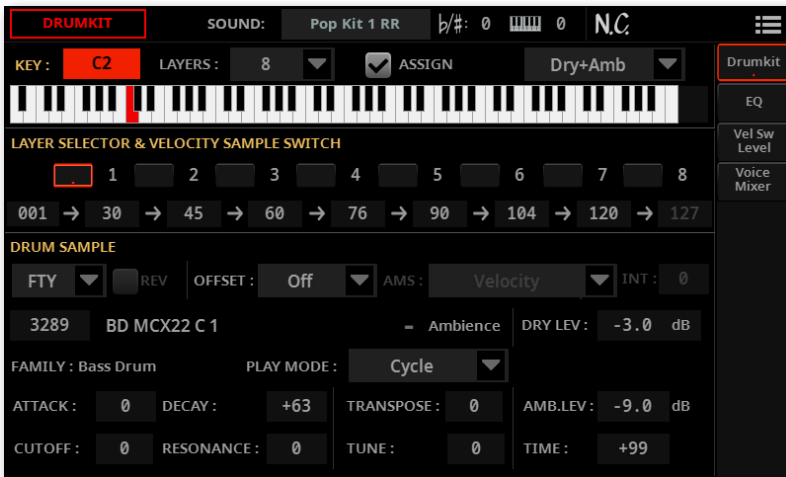 DRUMKIT SOUND: Pop Kit 1 RR ♭/#: 0 0 N.C.
KEY : C2 LAYERS : 8 ASSIGN Dry+Amb
Drumkit
EQ
Vel Sw
Level
Voice
Mixer
LAYER SELECTOR & VELOCITY SAMPLE SWITCH
1 2 3 4 5 6 7 8
001 → 30 → 45 → 60 → 76 → 90 → 104 → 120 → 127
DRUM SAMPLE
FTY REV OFFSET : Off AMS : Velocity INT : 0
3289 BD MCX22 C 1 – Ambience DRY LEV : -3.0 dB
FAMILY : Bass Drum PLAY MODE : Cycle
ATTACK : 0 DECAY : +63 TRANSPOSE : 0 AMB.LEV : -9.0 dB
CUTOFF : 0 RESONANCE : 0 TUNE : 0 TIME : +99